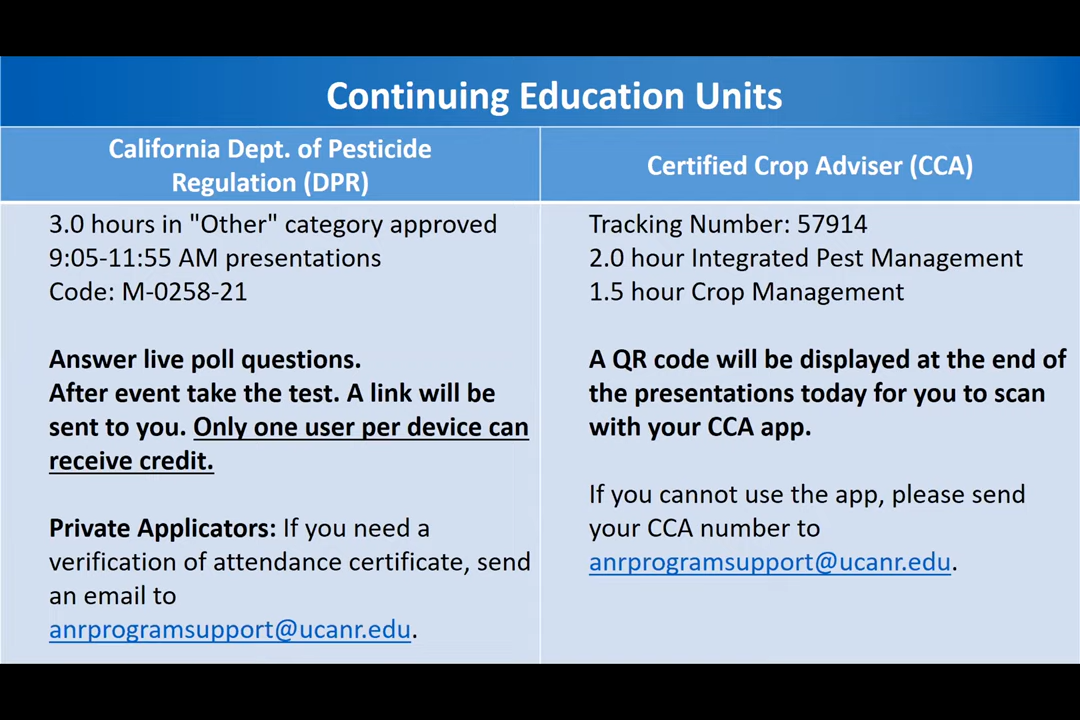 Continuing Education Units
California Dept. of Pesticide
Regulation (DPR)
3.0 hours in "Other" category approved
9:05-11:55 AM presentations
Code: M-0258-21
Answer live poll questions.
After event take the test. A link will be
sent to you. Only one user per device can
receive credit.
Private Applicators: If you need a
verification of attendance certificate, send
an email to
anrprogramsupport@ucanr.edu.
Certified Crop Adviser (CCA)
Tracking Number: 57914
2.0 hour Integrated Pest Management
1.5 hour Crop Management
A QR code will be displayed at the end of
the presentations today for you to scan
with your CCA app.
If you cannot use the app, please send
your CCA number to
anrprogramsupport@ucanr.edu.